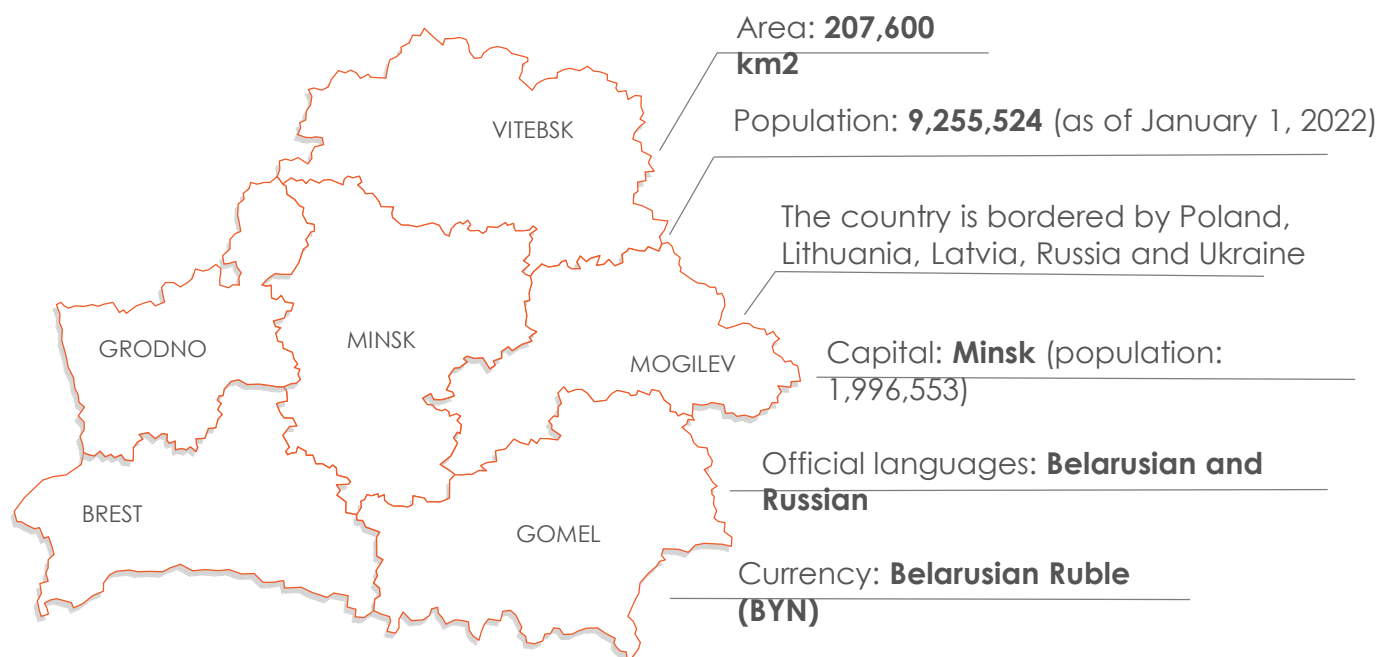 Area: 207,600
km2
VITEBSK
Population: 9,255,524 (as of January 1, 2022)
The country is bordered by Poland,
Lithuania, Latvia, Russia and Ukraine
GRODNO
MINSK
MOGILEV
Capital: Minsk (population:
1,996,553)
Official languages: Belarusian and
Russian
BREST
GOMEL
Currency: Belarusian Ruble
(BYN)